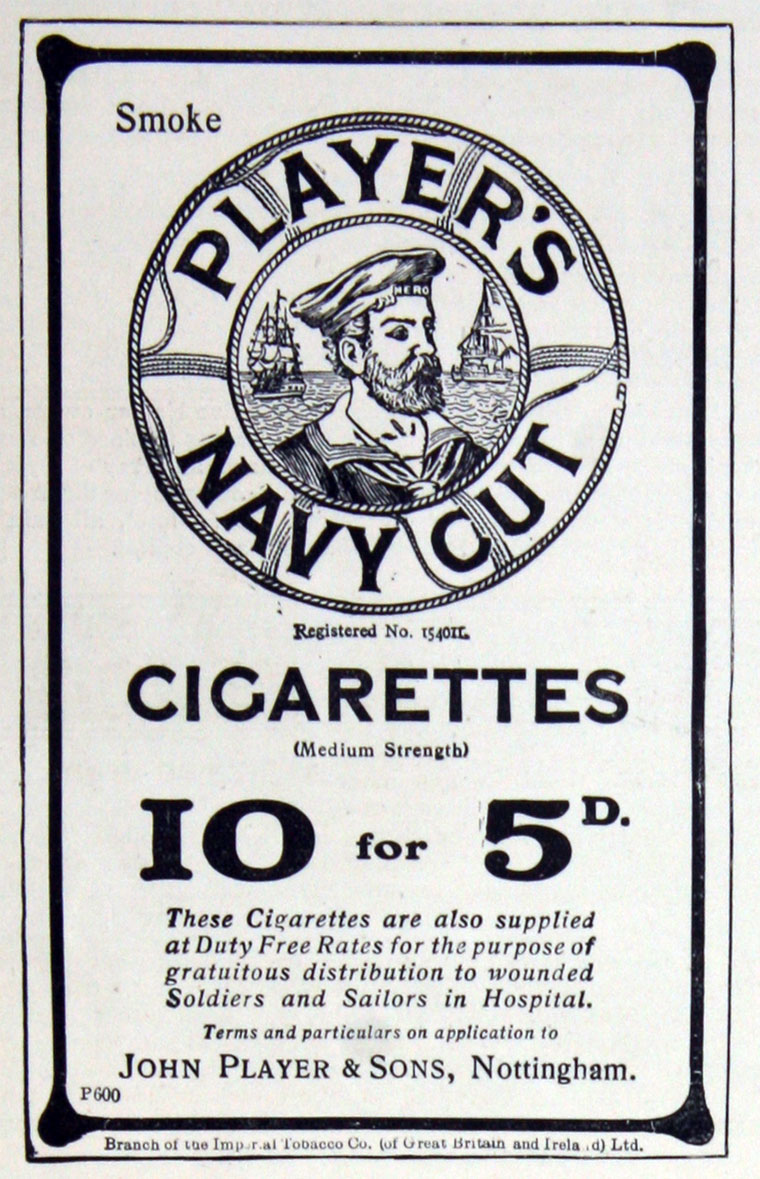 Smoke
PLAYER'S
HERO
NAVY CUT
Registered No. 154011.
CIGARETTES
(Medium Strength)
10 for 5D.
These Cigarettes are also supplied
at Duty Free Rates for the purpose of
gratuitous distribution to wounded
Soldiers and Sailors in Hospital.
Terms and particulars on application to
JOHN PLAYER & SONS, Nottingham.
P600
Branch of the Imperial Tobacco Co. (of Great Britain and Ireland) Ltd.